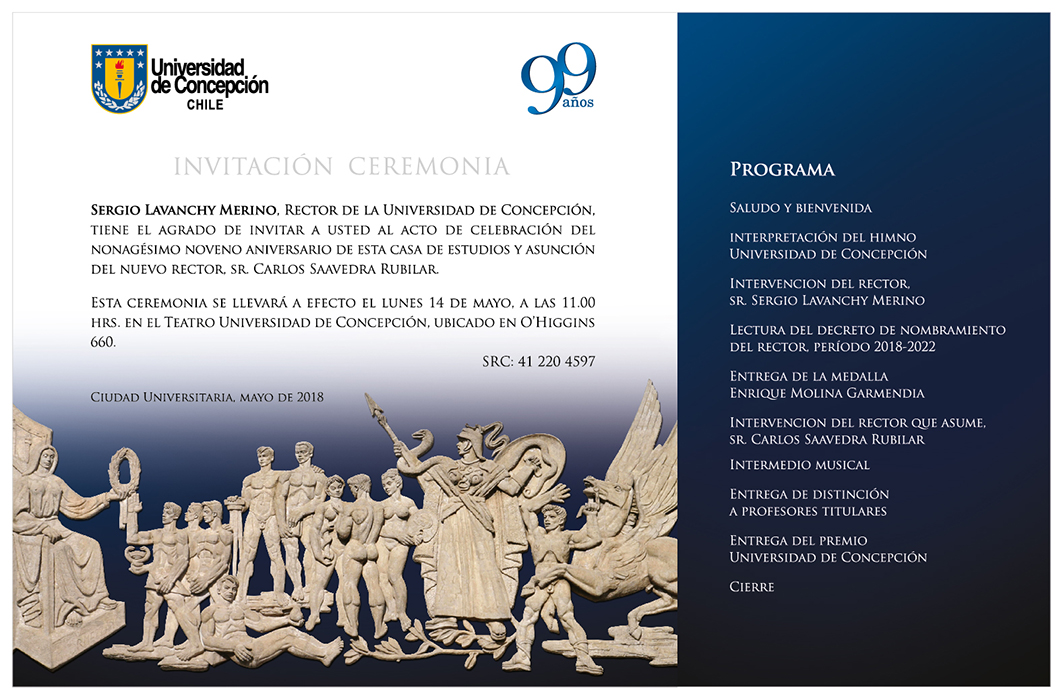 Universidad
de Concepción
CHILE
99
años
INVITACIÓN CEREMONIA
SERGIO LAVANCHY MERINO, RECTOR DE LA UNIVERSIDAD DE CONCEPCIÓN,
TIENE EL AGRADO DE INVITAR A USTED AL ACTO DE CELEBRACIÓN DEL
NONAGÉSIMO NOVENO ANIVERSARIO DE ESTA CASA DE ESTUDIOS Y ASUNCIÓN
DEL NUEVO RECTOR, SR. CARLOS SAAVEDRA RUBILAR.
ESTA CEREMONIA SE LLEVARÁ A EFECTO EL LUNES 14 DE MAYO, A LAS 11.00
HRS. EN EL TEATRO UNIVERSIDAD DE CONCEPCIÓN, UBICADO EN O'HIGGINS
660.
SRC: 41 220 4597
CIUDAD UNIVERSITARIA, MAYO DE 2018
PROGRAMA
SALUDO Y BIENVENIDA
INTERPRETACIÓN DEL HIMNO
UNIVERSIDAD DE CONCEPCIÓN
INTERVENCION DEL RECTOR,
SR. SERGIO LAVANCHY MERINO
LECTURA DEL DECRETO DE NOMBRAMIENTO
DEL RECTOR, PERÍODO 2018-2022
ENTREGA DE LA MEDALLA
ENRIQUE MOLINA GARMENDIA
INTERVENCION DEL RECTOR QUE ASUME,
SR. CARLOS SAAVEDRA RUBILAR
INTERMEDIO MUSICAL
ENTREGA DE DISTINCIÓN
A PROFESORES TITULARES
ENTREGA DEL PREMIO
UNIVERSIDAD DE CONCEPCIÓN
CIERRE